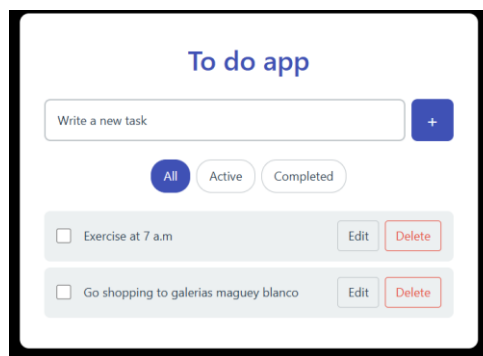 To do app
Write a new task +
All Active Completed
Exercise at 7 a.m Edit Delete
Go shopping to galerias maguey blanco Edit Delete